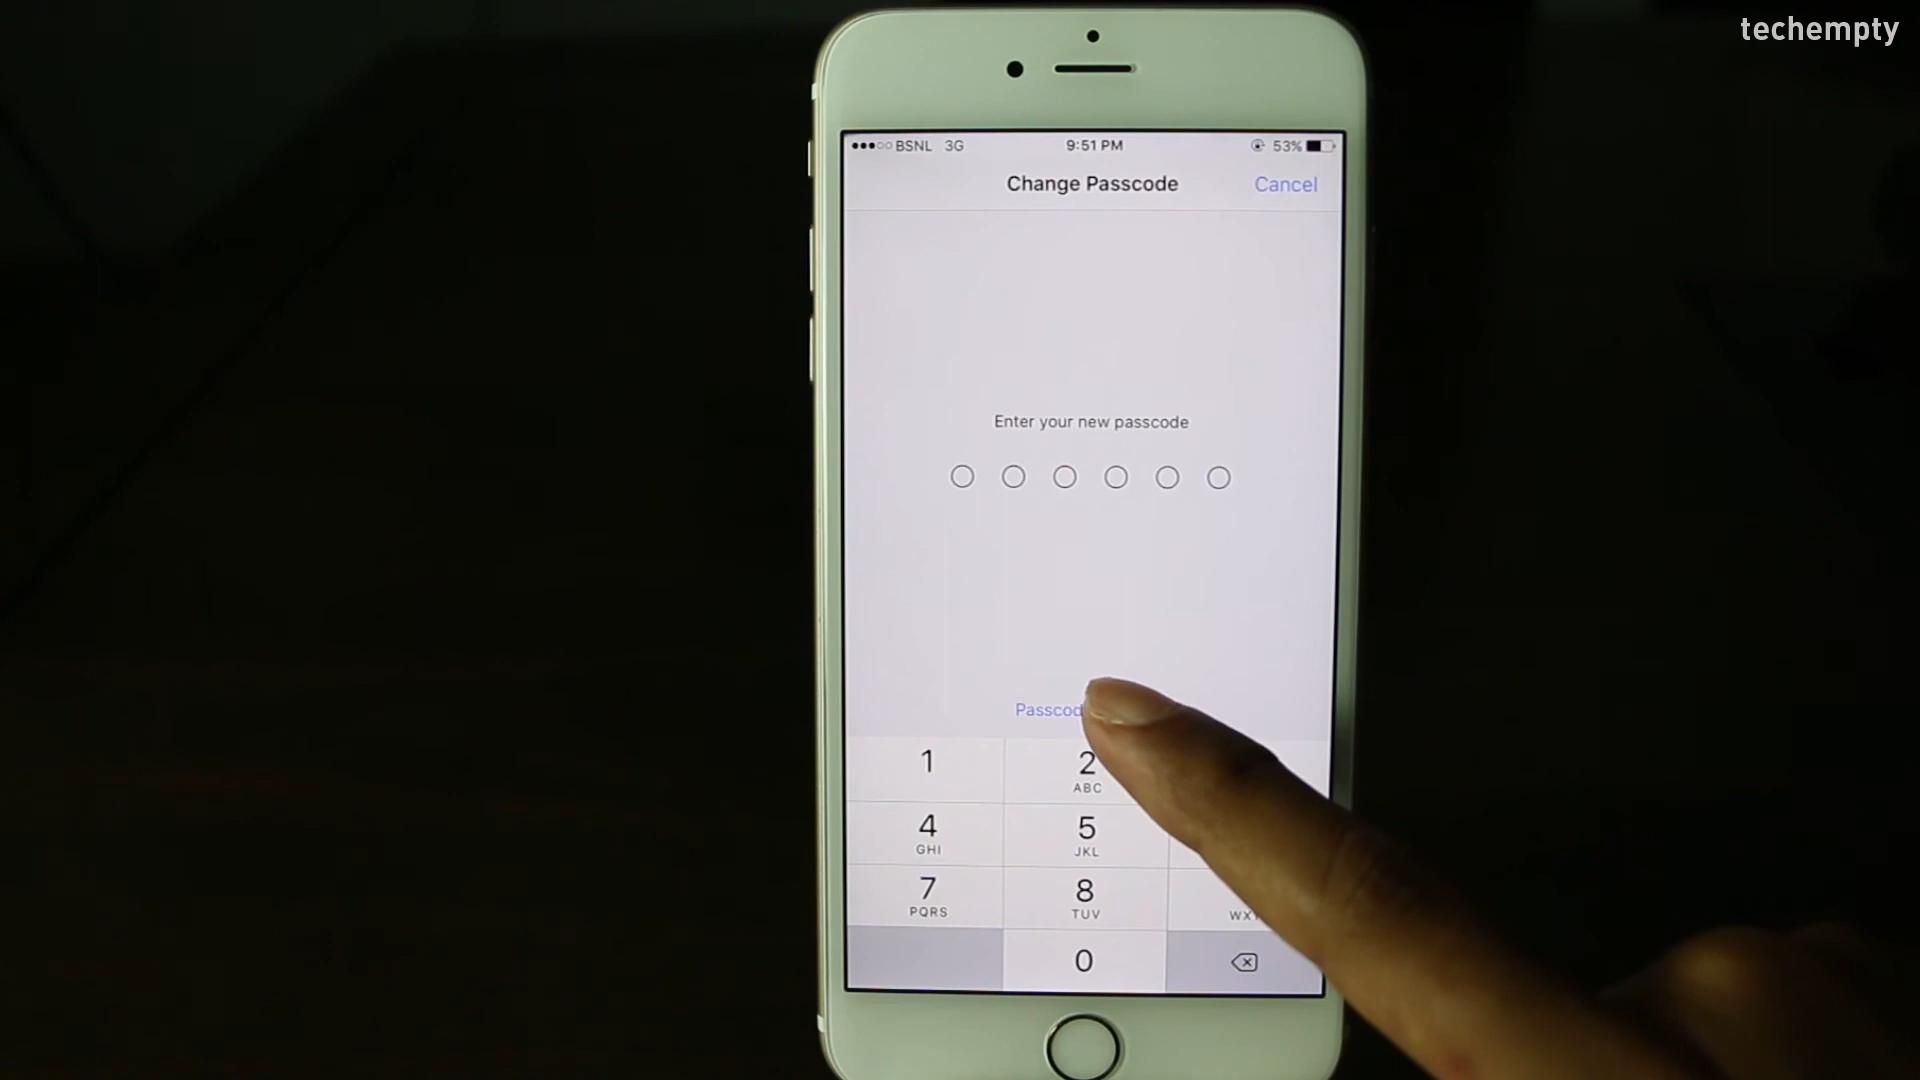 techempty
●●●○○ BSNL 3G 9:51 PM 53%
Change Passcode Cancel
Enter your new passcode
1 2
ABC
4 5
GHI JKL
7 8
PQRS TUV
0